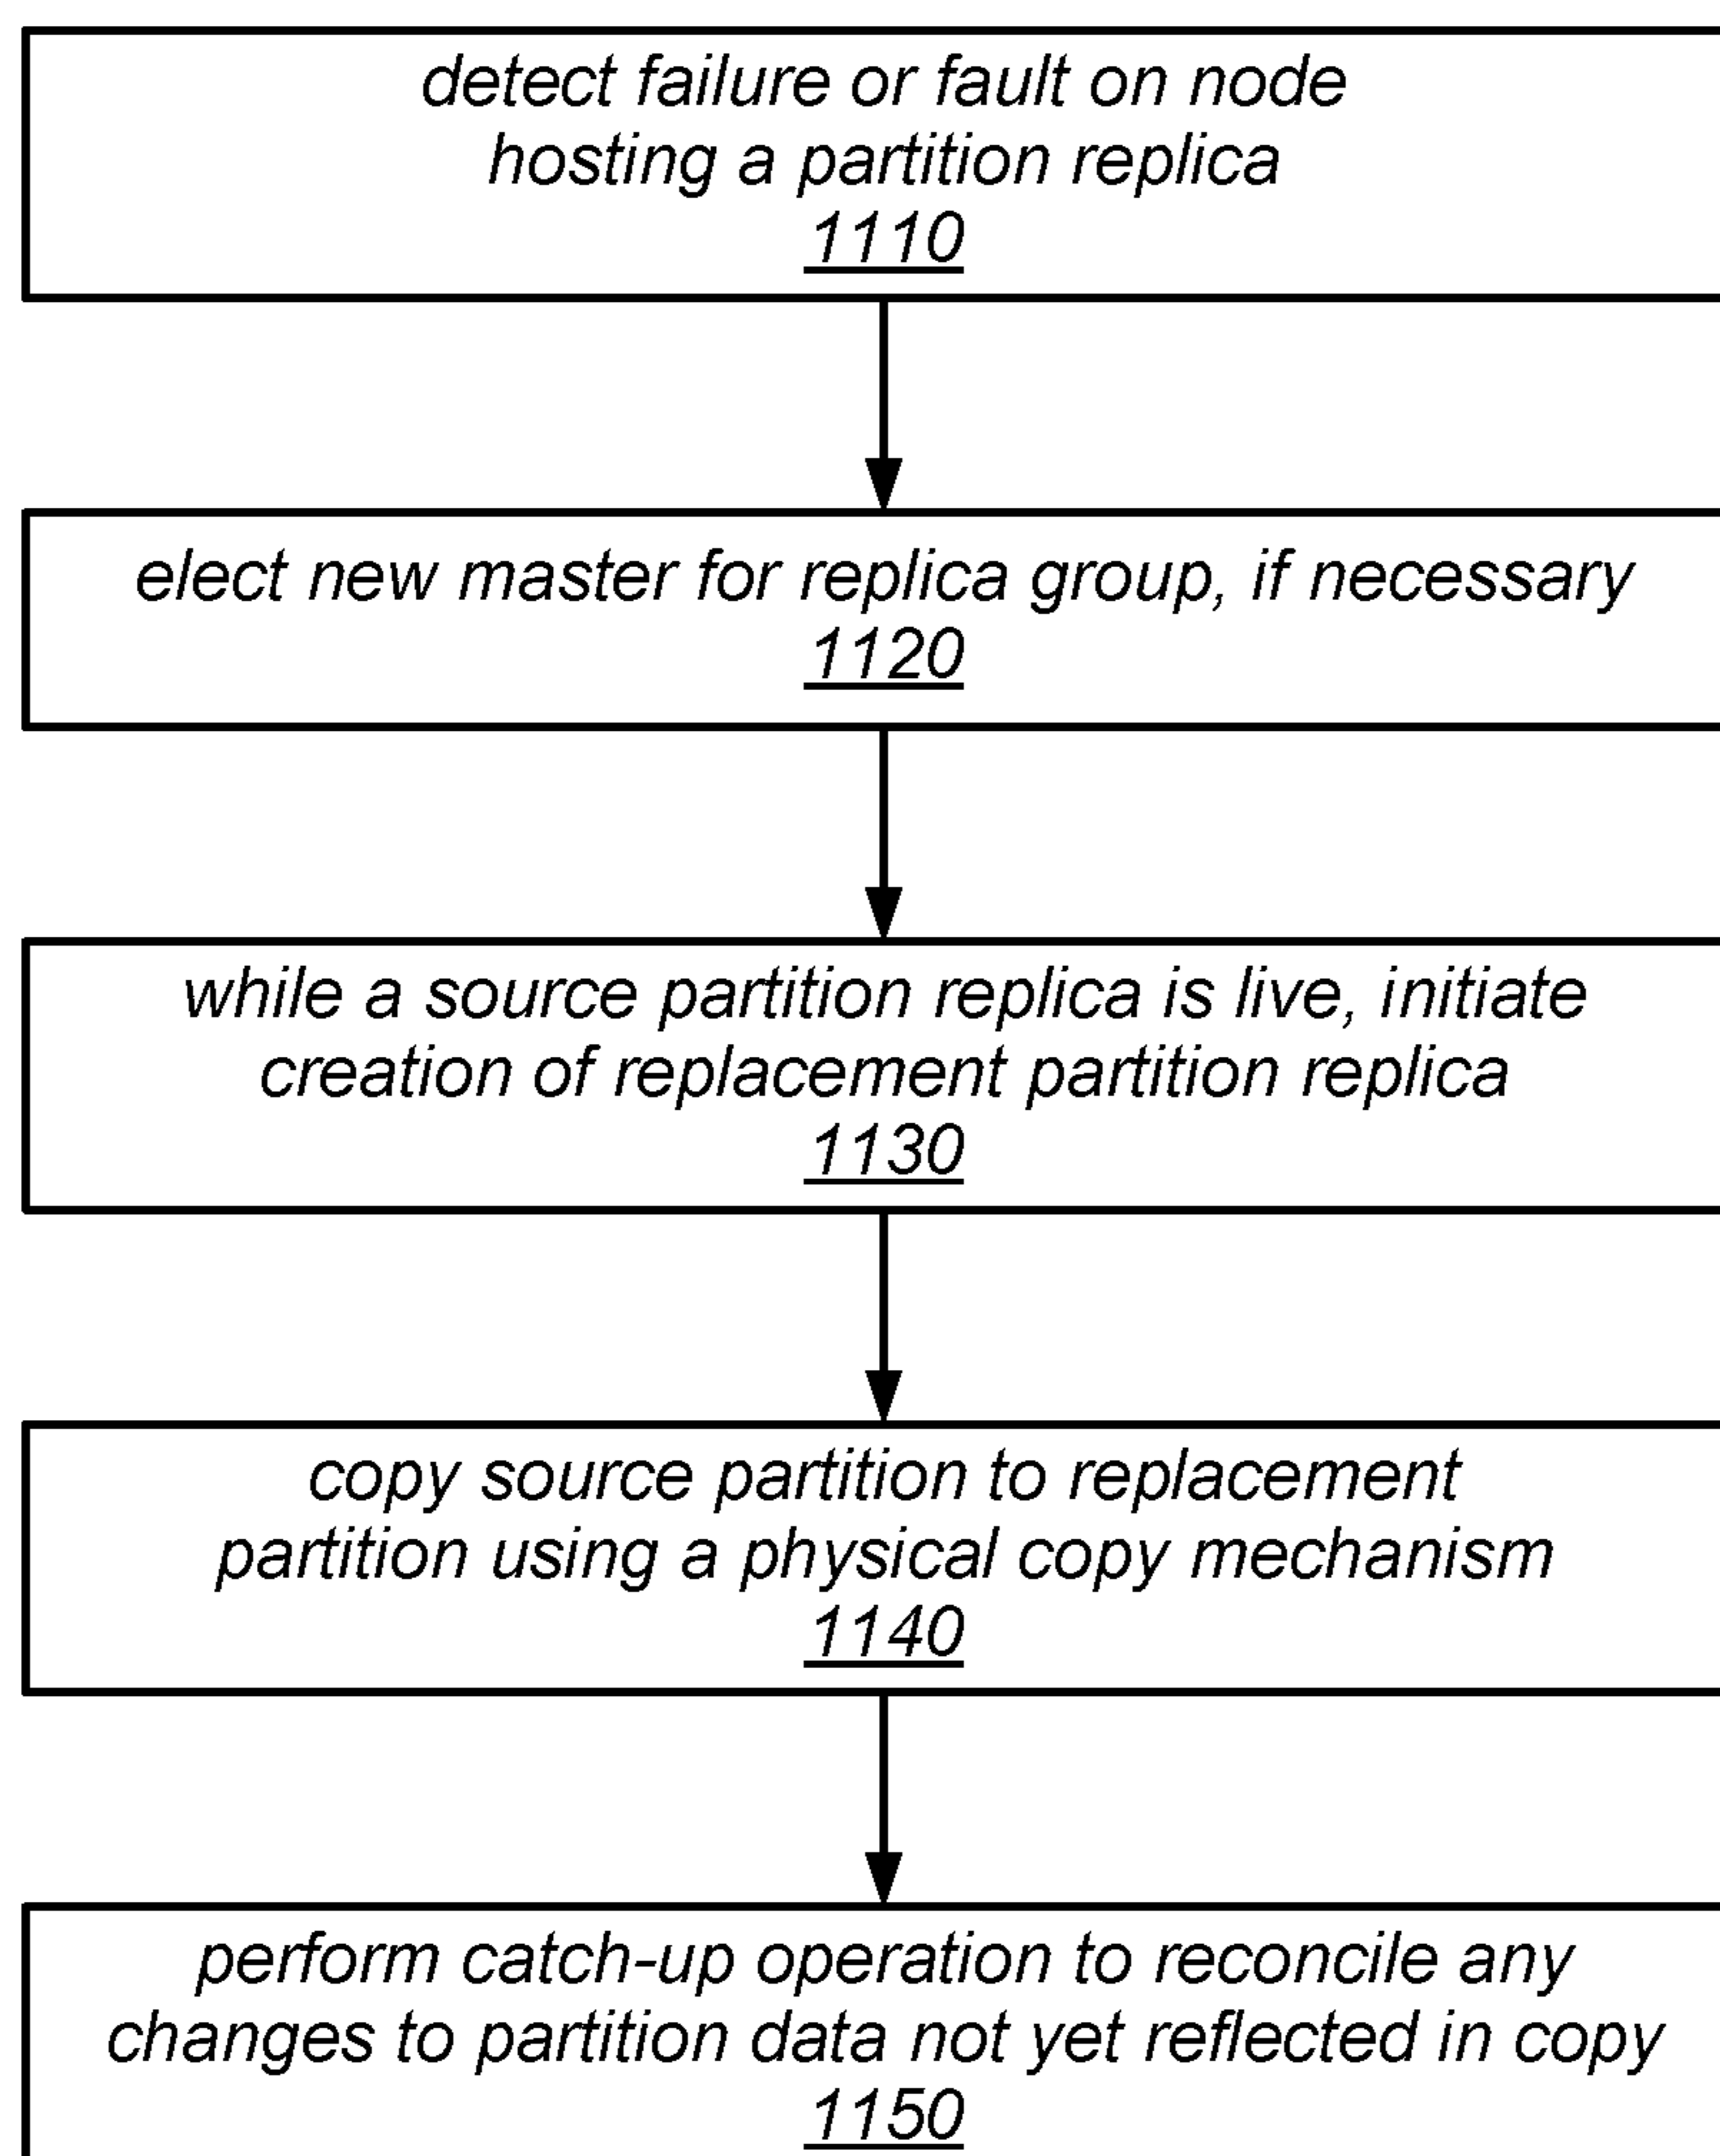 detect failure or fault on node
hosting a partition replica
1110
elect new master for replica group, if necessary
1120
while a source partition replica is live, initiate
creation of replacement partition replica
1130
copy source partition to replacement
partition using a physical copy mechanism
1140
perform catch-up operation to reconcile any
changes to partition data not yet reflected in copy
1150